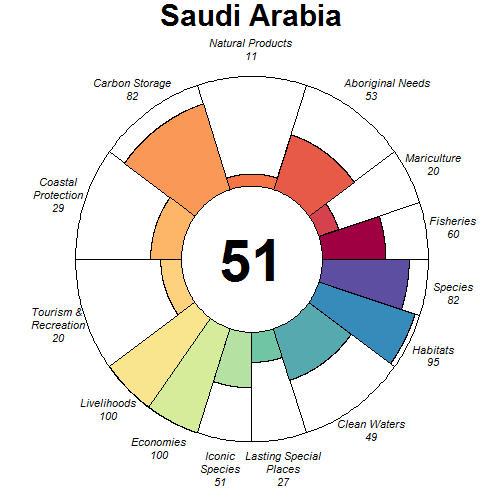 Saudi Arabia
Natural Products
11
Carbon Storage
82
Aboriginal Needs
53
Mariculture
20
Coastal
Protection
29
Fisheries
60
51
Species
82
Tourism &
Recreation
20
Habitats
95
Livelihoods
100
Clean Waters
49
Economies
100
Iconic
Species
51
Lasting Special
Places
27